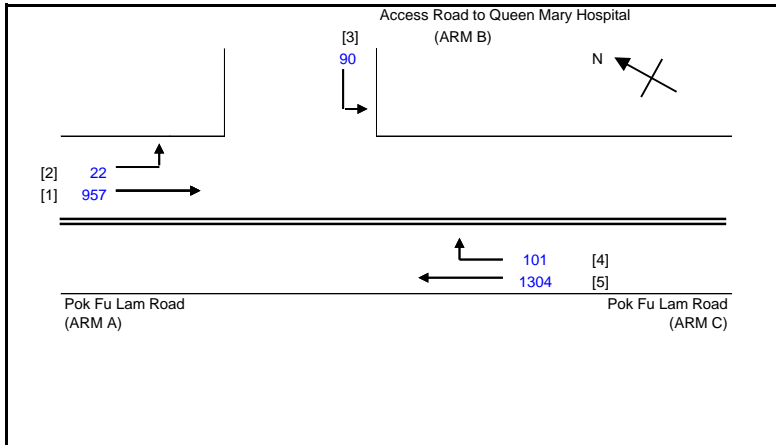 Access Road to Queen Mary Hospital
[3] (ARM B)
90
N
[2] 22
[1] 957
101 [4]
1304 [5]
Pok Fu Lam Road Pok Fu Lam Road
(ARM A) (ARM C)